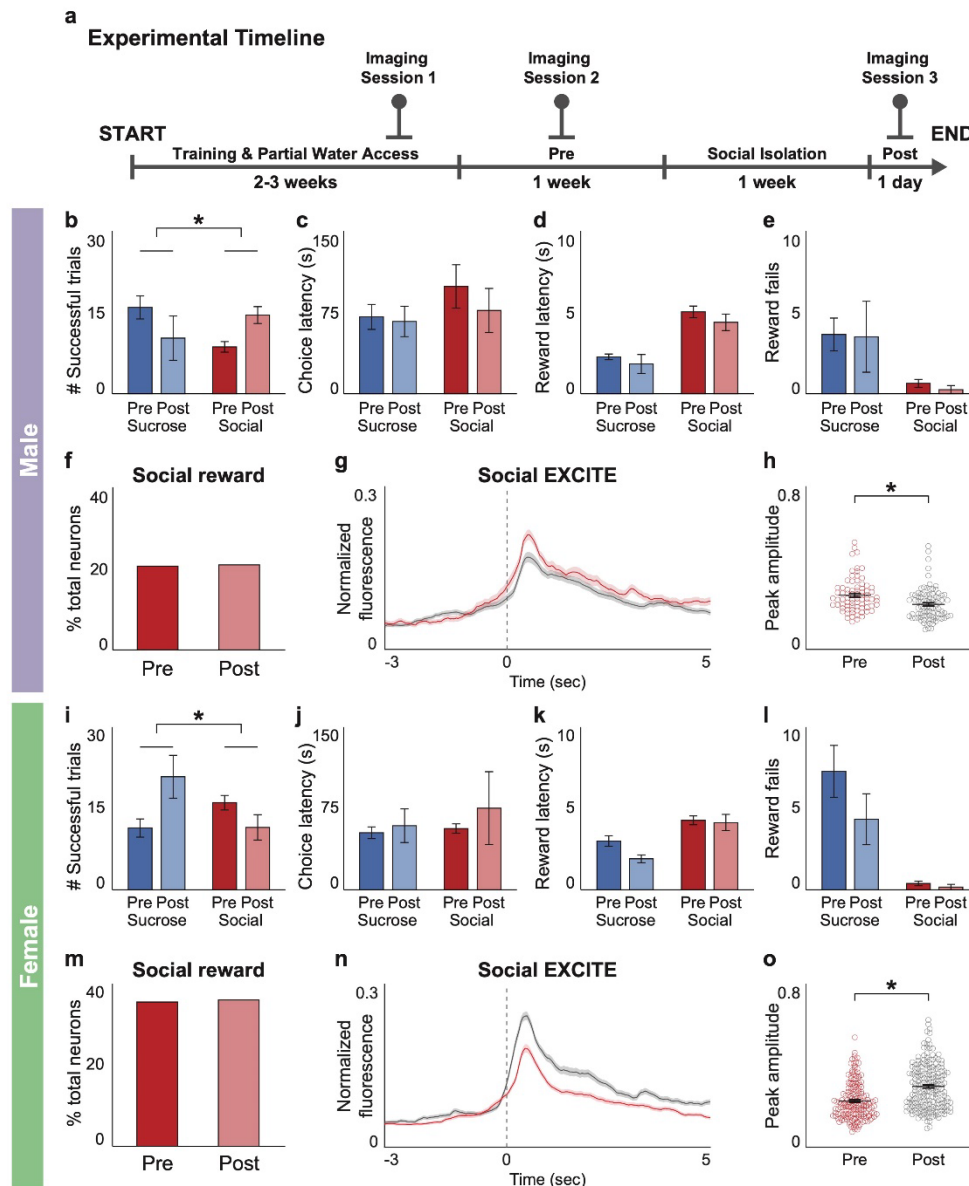 a
Experimental Timeline
Imaging
Session 1
Imaging
Session 2
Imaging
Session 3
START
END
Training & Partial Water Access
Pre
Social Isolation
Post
2-3 weeks
1 week
1 week
1 day
Male
b
# Successful trials
30
15
0
*
Pre Post
Sucrose
Pre Post
Social
c
Choice latency (s)
150
75
0
Pre Post
Sucrose
Pre Post
Social
d
Reward latency (s)
10
5
0
Pre Post
Sucrose
Pre Post
Social
e
Reward fails
10
5
0
Pre Post
Sucrose
Pre Post
Social
f
Social reward
% total neurons
40
20
0
Pre
Post
g
Social EXCITE
Normalized
fluorescence
0.3
0
-3
0
5
Time (sec)
h
Peak amplitude
0.8
0
*
Pre
Post
Female
i
# Successful trials
30
15
0
*
Pre Post
Sucrose
Pre Post
Social
j
Choice latency (s)
150
75
0
Pre Post
Sucrose
Pre Post
Social
k
Reward latency (s)
10
5
0
Pre Post
Sucrose
Pre Post
Social
l
Reward fails
10
5
0
Pre Post
Sucrose
Pre Post
Social
m
Social reward
% total neurons
40
20
0
Pre
Post
n
Social EXCITE
Normalized
fluorescence
0.3
0
-3
0
5
Time (sec)
o
Peak amplitude
0.8
0
*
Pre
Post